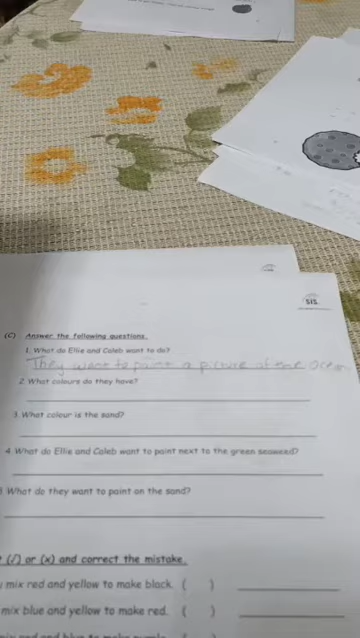 SIS
(C) Answer the following questions.
1. What do Ellie and Caleb want to do?
They want to paint a picture of the Ocean
2. What colours do they have?
3. What colour is the sand?
4. What do Ellie and Caleb want to paint next to the green seaweed?
What do they want to paint on the sand?
(/) or (x) and correct the mistake.
mix red and yellow to make black. ( )
mix blue and yellow to make red. ( )